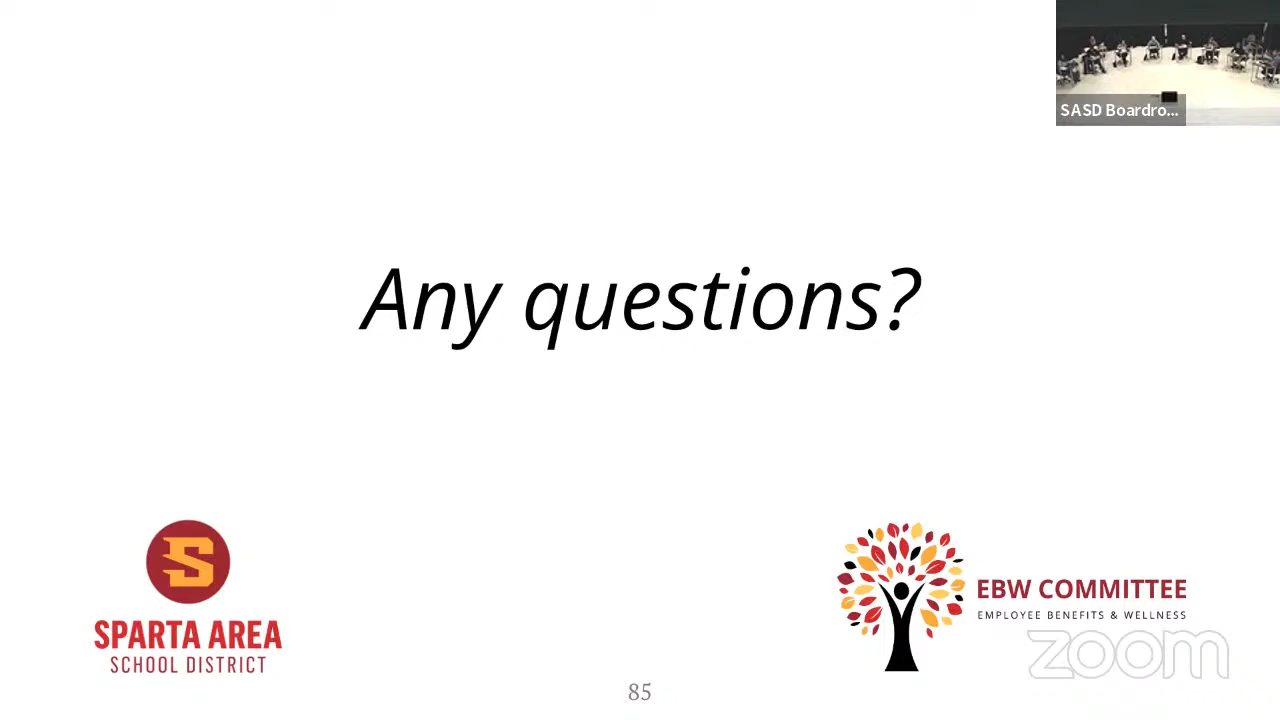 SASD Boardro...
Any questions?
S
SPARTA AREA
SCHOOL DISTRICT
EBW COMMITTEE
EMPLOYEE BENEFITS & WELLNESS
zoom
85